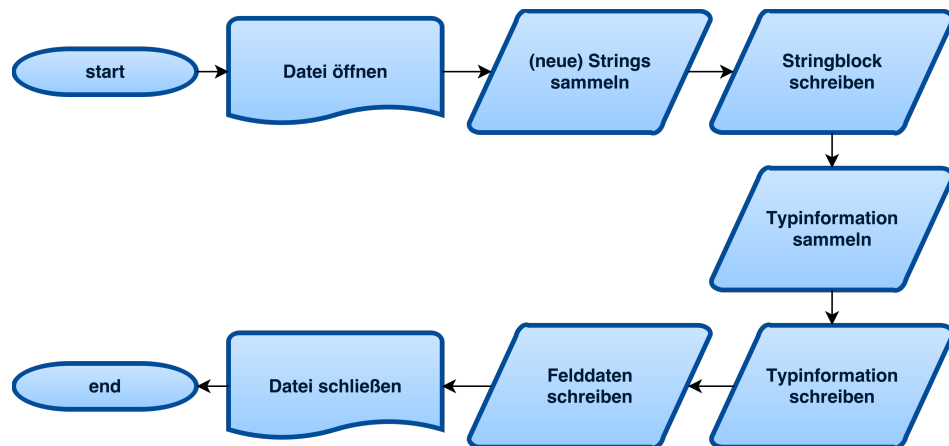 start
Datei öffnen
(neue) Strings
sammeln
Stringblock
schreiben
Typinformation
sammeln
Typinformation
schreiben
Felddaten
schreiben
Datei schließen
end